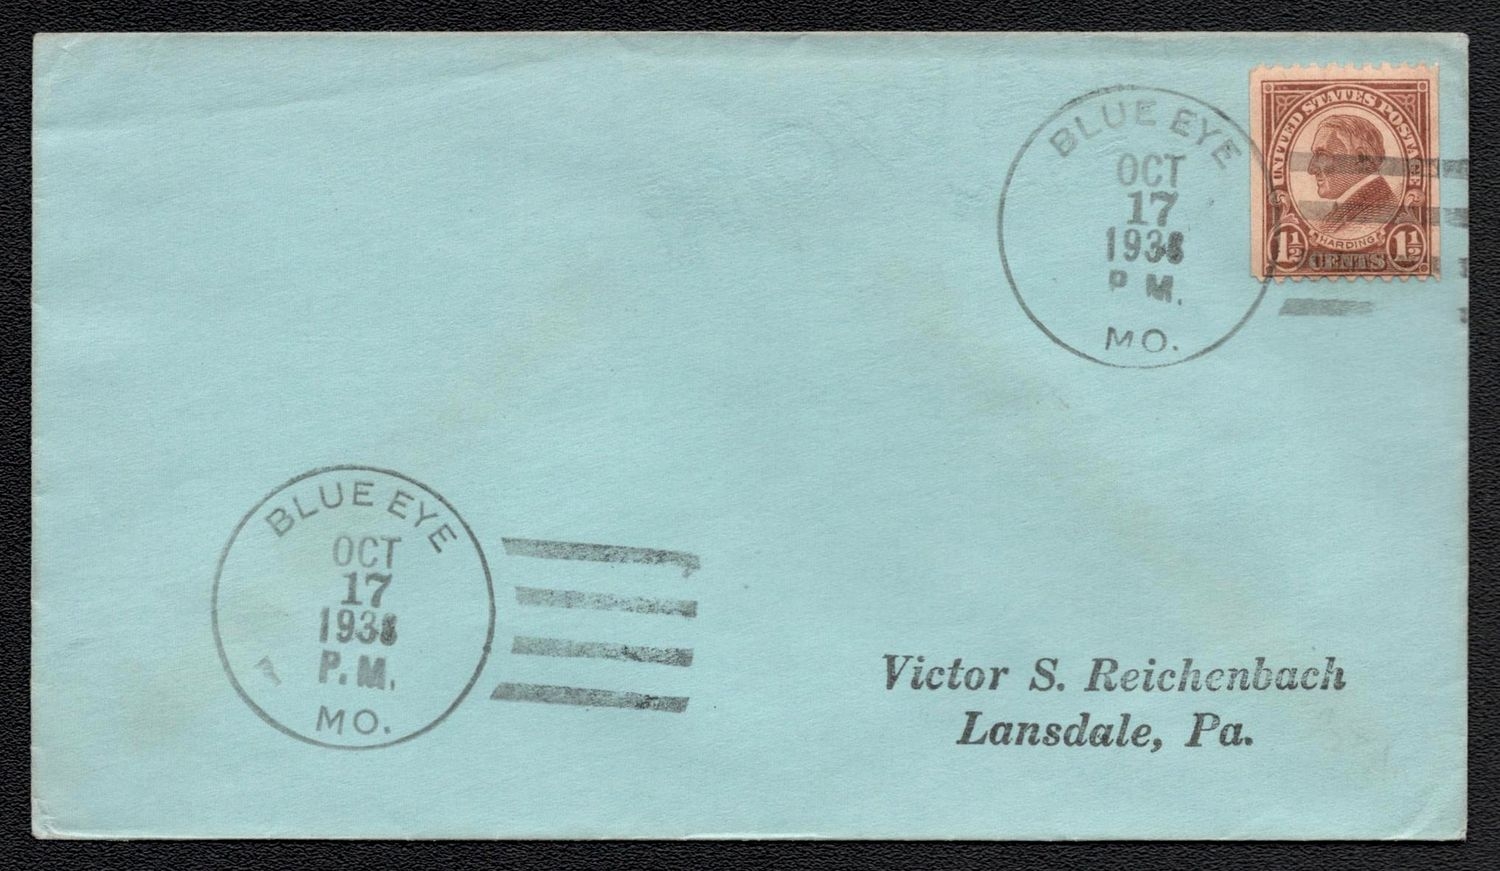 BLUE EYE
OCT
17
1938
P M.
MO.
UNITED STATES POSTAGE
HARDING
1½ CENTS 1½
BLUE EYE
OCT
17
1938
P.M.
MO.
Victor S. Reichenbach
Lansdale, Pa.